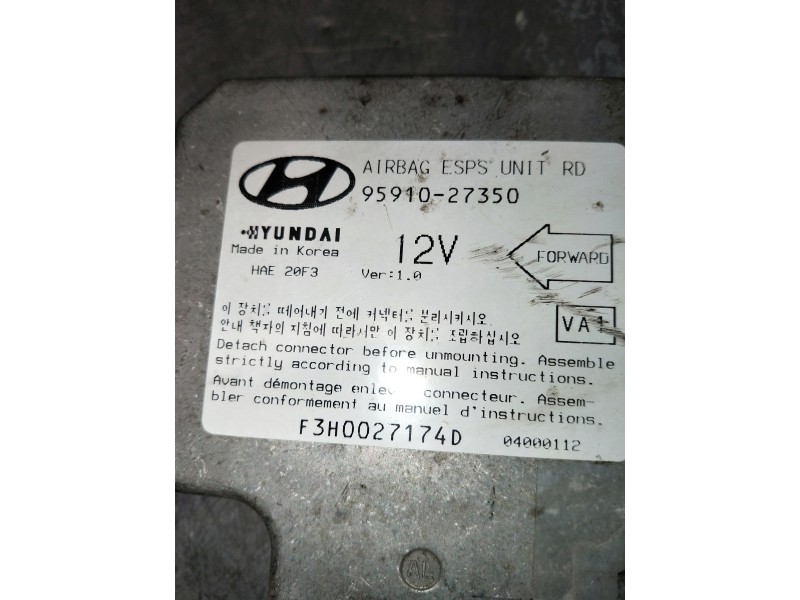 AIRBAG ESPS UNIT RD
95910-27350
HYUNDAI
Made in Korea
HAE 20F3
12V
Ver:1.0
FORWARD
VA1
이 장치를 떼어내기 전에 커넥터를 분리시키시오
안내 책자의 지침에 따라서만 이 장치를 조립하십시오
Detach connector before unmounting. Assemble
strictly according to manual instructions.
Avant démontage enlever connecteur. Assem-
bler conformement au manuel d'instructions.
F3H0027174D
04000112
AL